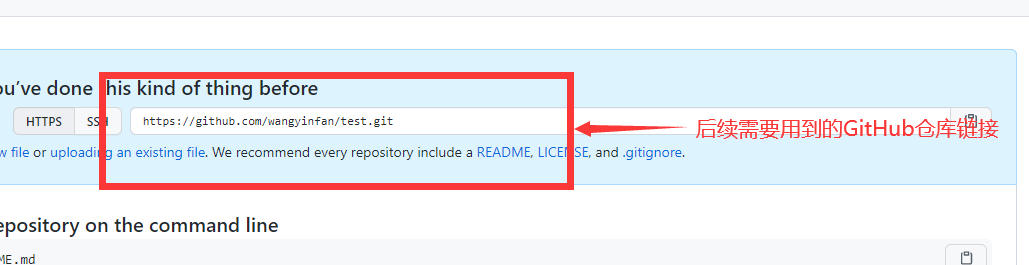 ou've done this kind of thing before
HTTPS SSH https://github.com/wangyinfan/test.git
后续需要用到的GitHub仓库链接
w file or uploading an existing file. We recommend every repository include a README, LICENSE, and .gitignore.
epository on the command line
ME.md